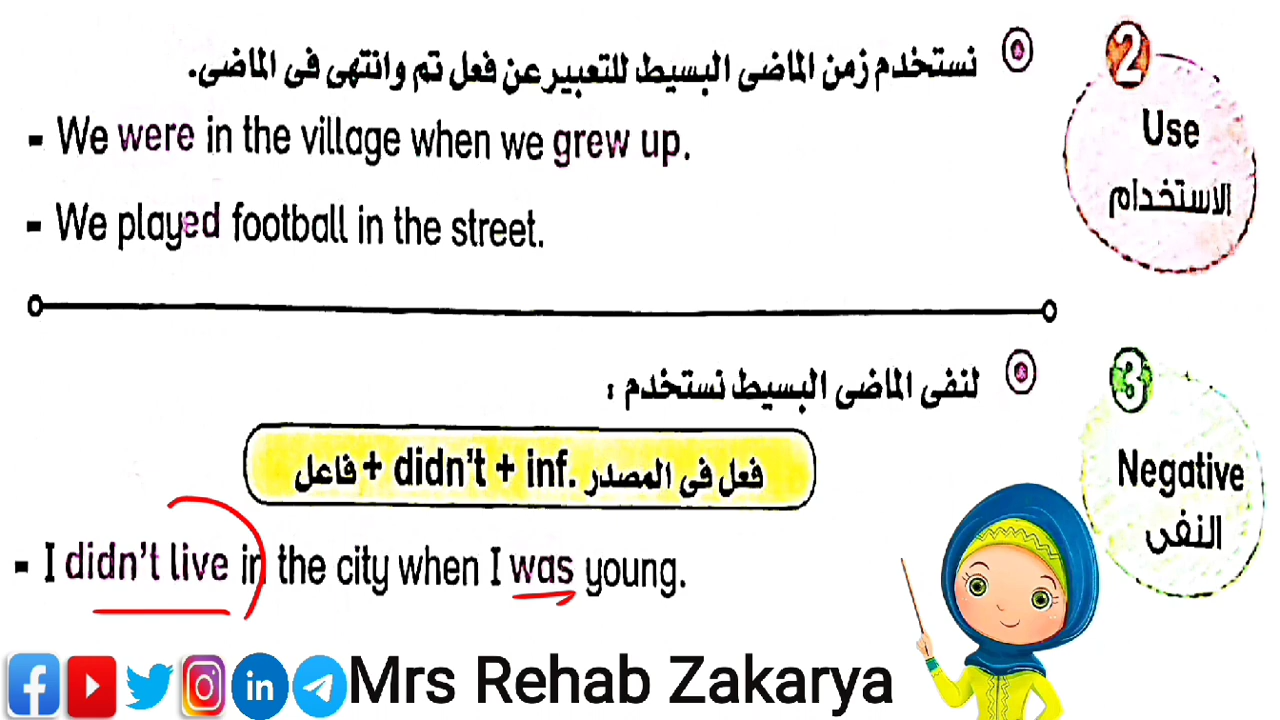 2
Use
الاستخدام
نستخدم زمن الماضى البسيط للتعبير عن فعل تم وانتهى فى الماضى.
- We were in the village when we grew up.
- We played football in the street.
3
Negative
النفى
لنفى الماضى البسيط نستخدم :
فاعل + didn't + inf. فعل فى المصدر
- I didn't live in the city when I was young.
in
Mrs Rehab Zakarya